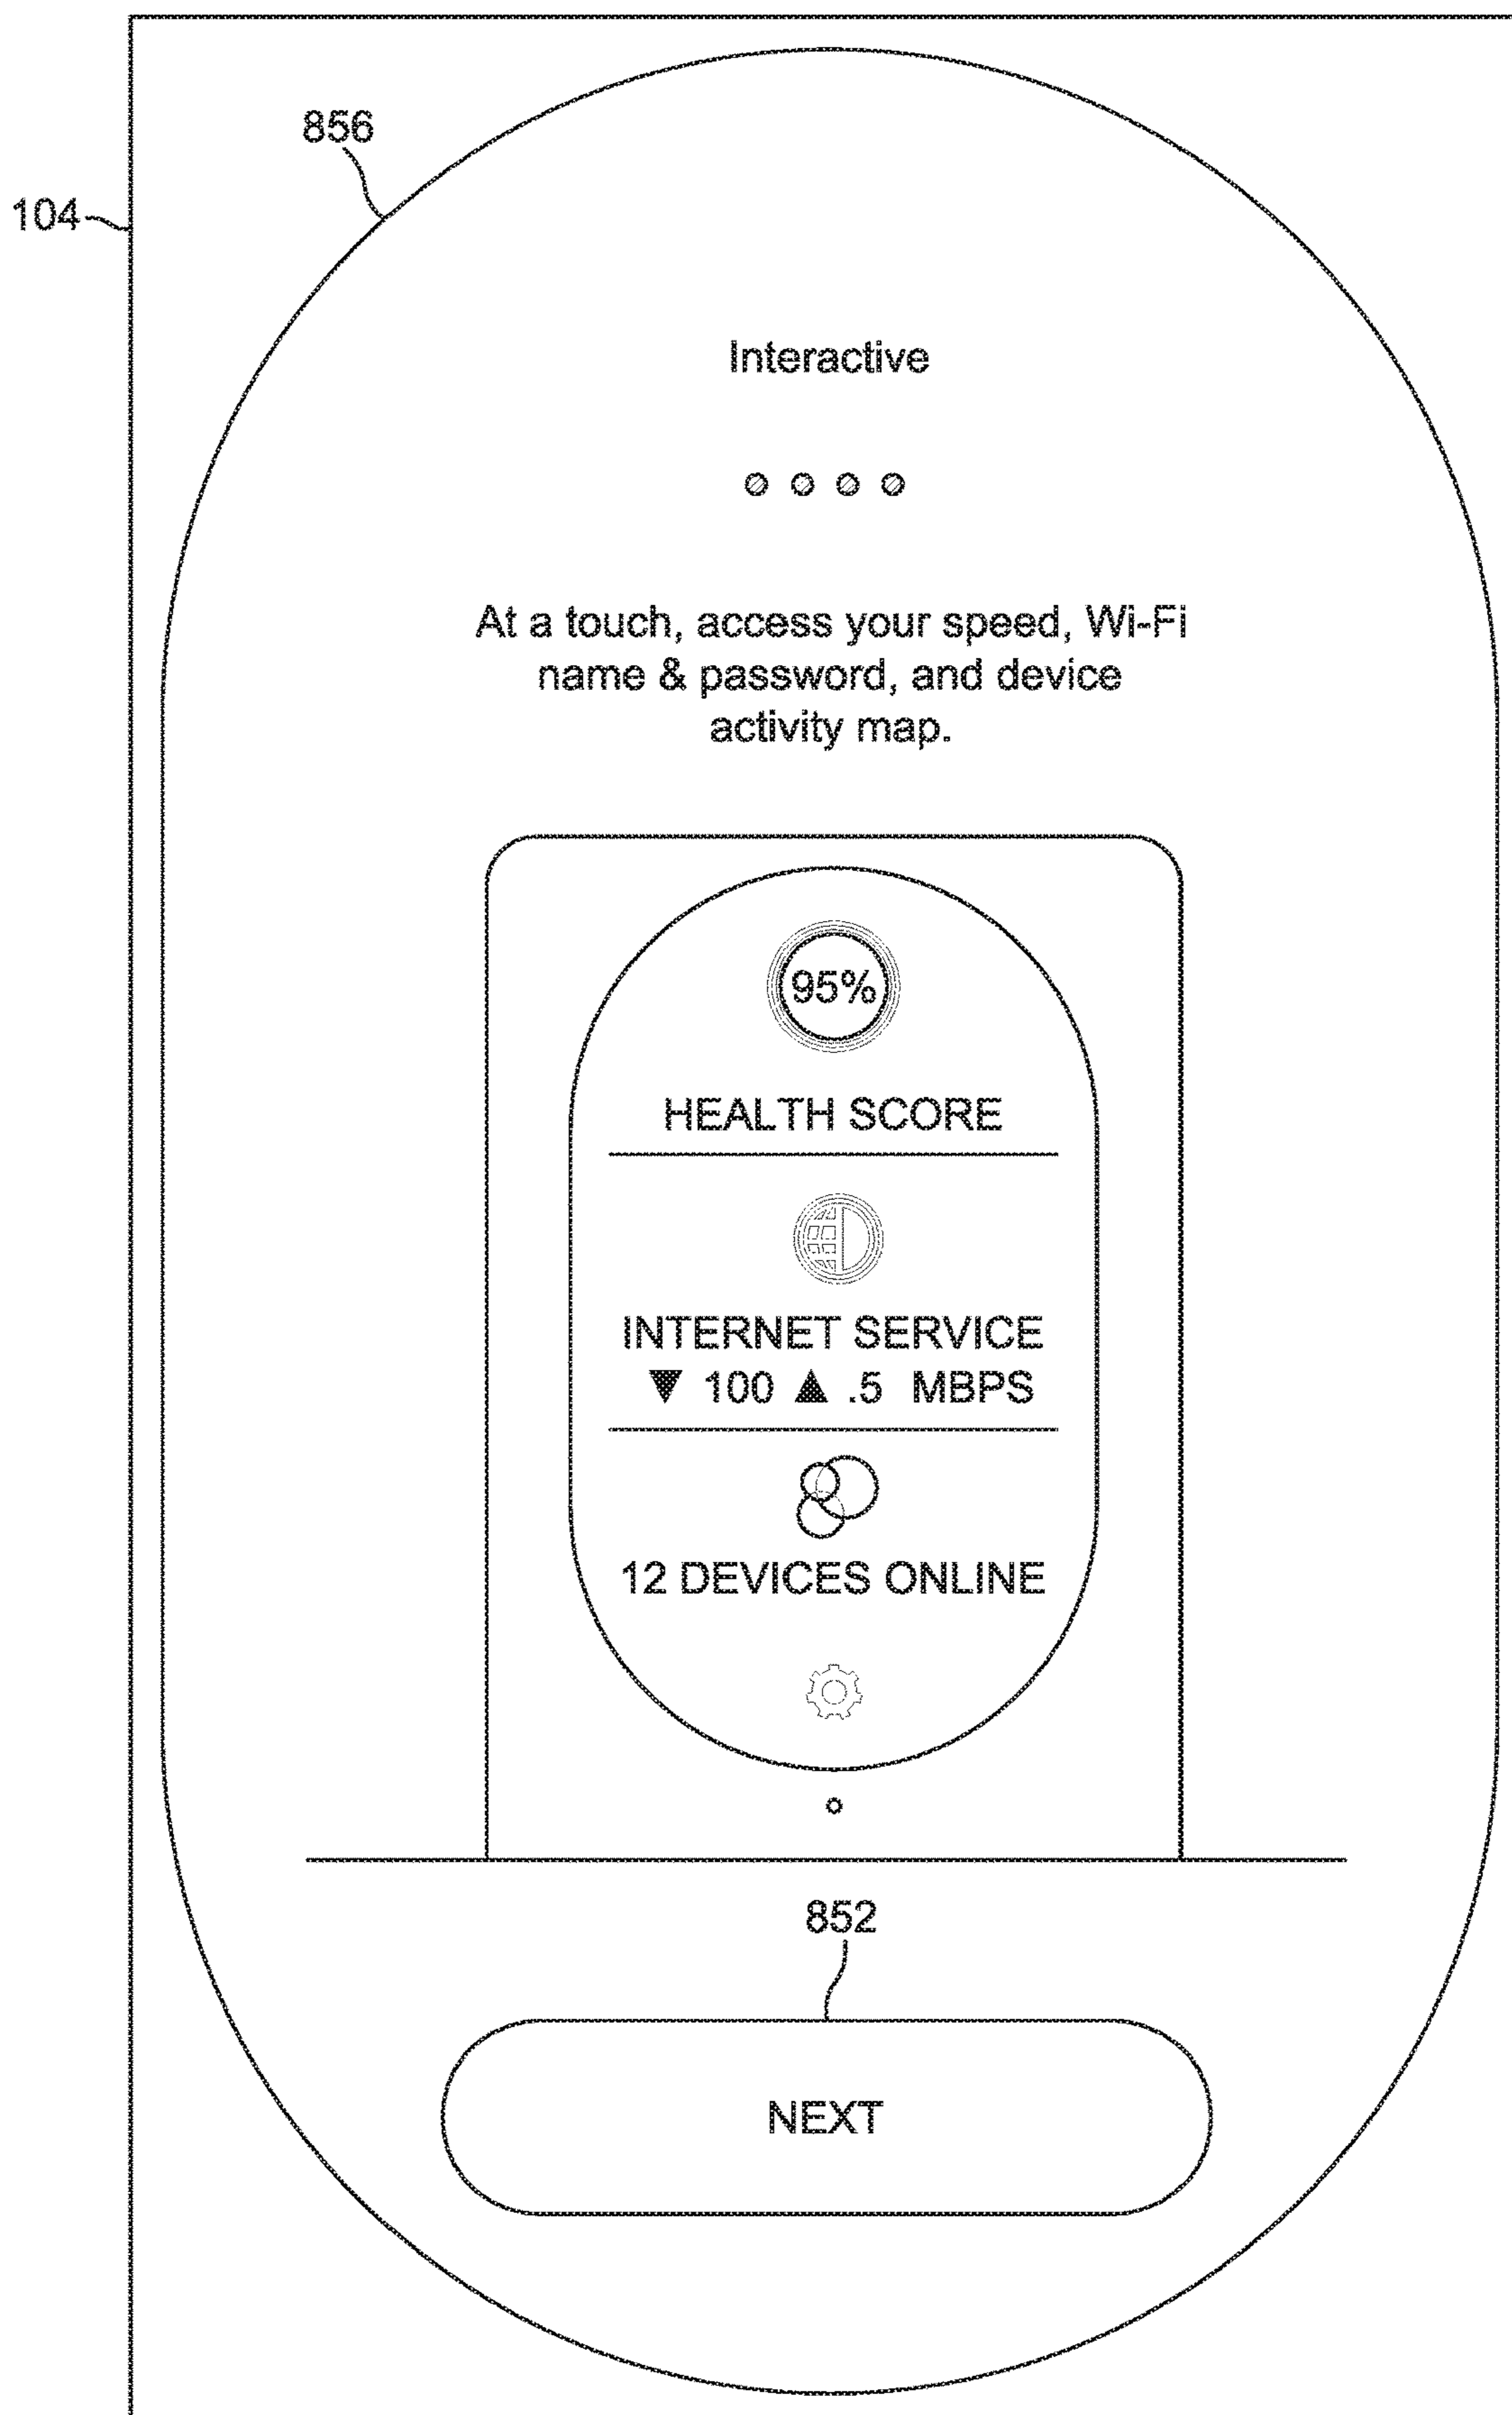 856
104
Interactive
At a touch, access your speed, Wi-Fi
name & password, and device
activity map.
95%
HEALTH SCORE
INTERNET SERVICE
▼ 100 ▲ .5 MBPS
12 DEVICES ONLINE
852
NEXT